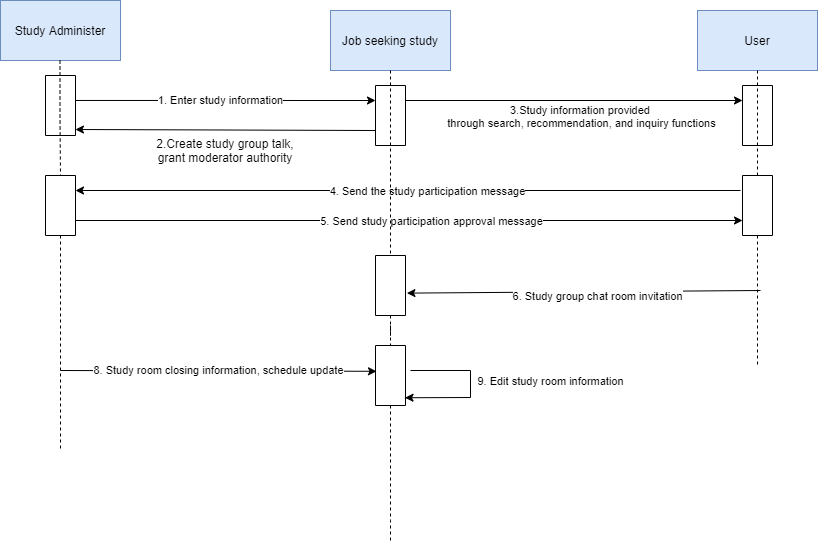 Study Administer
Job seeking study
User
1. Enter study information
3.Study information provided
through search, recommendation, and inquiry functions
2.Create study group talk,
grant moderator authority
4. Send the study participation message
5. Send study participation approval message
6. Study group chat room invitation
8. Study room closing information, schedule update
9. Edit study room information